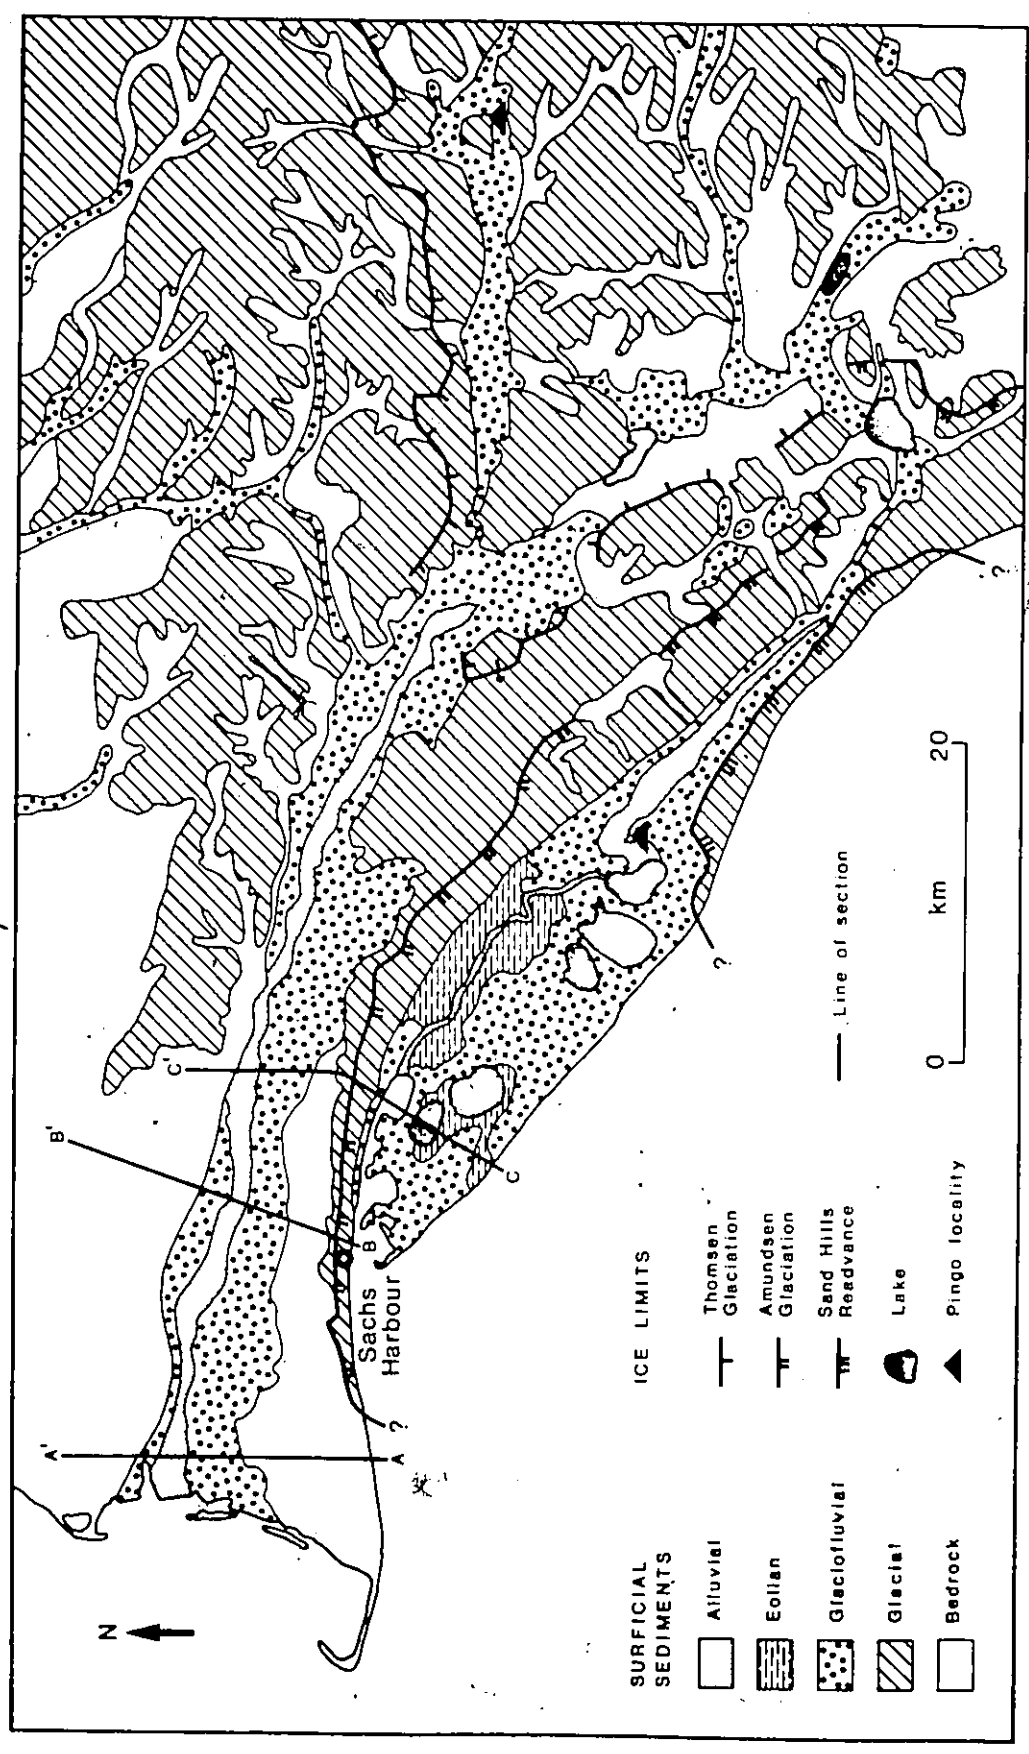 N
A'
A
B'
B
C'
C
Sachs
Harbour
?
?
?
SURFICIAL
SEDIMENTS
Alluvial
Eolian
Glaciofluvial
Glacial
Bedrock
ICE LIMITS
Thomsen
Glaciation
Amundsen
Glaciation
Sand Hills
Readvance
Lake
Pingo locality
Line of section
0 km 20